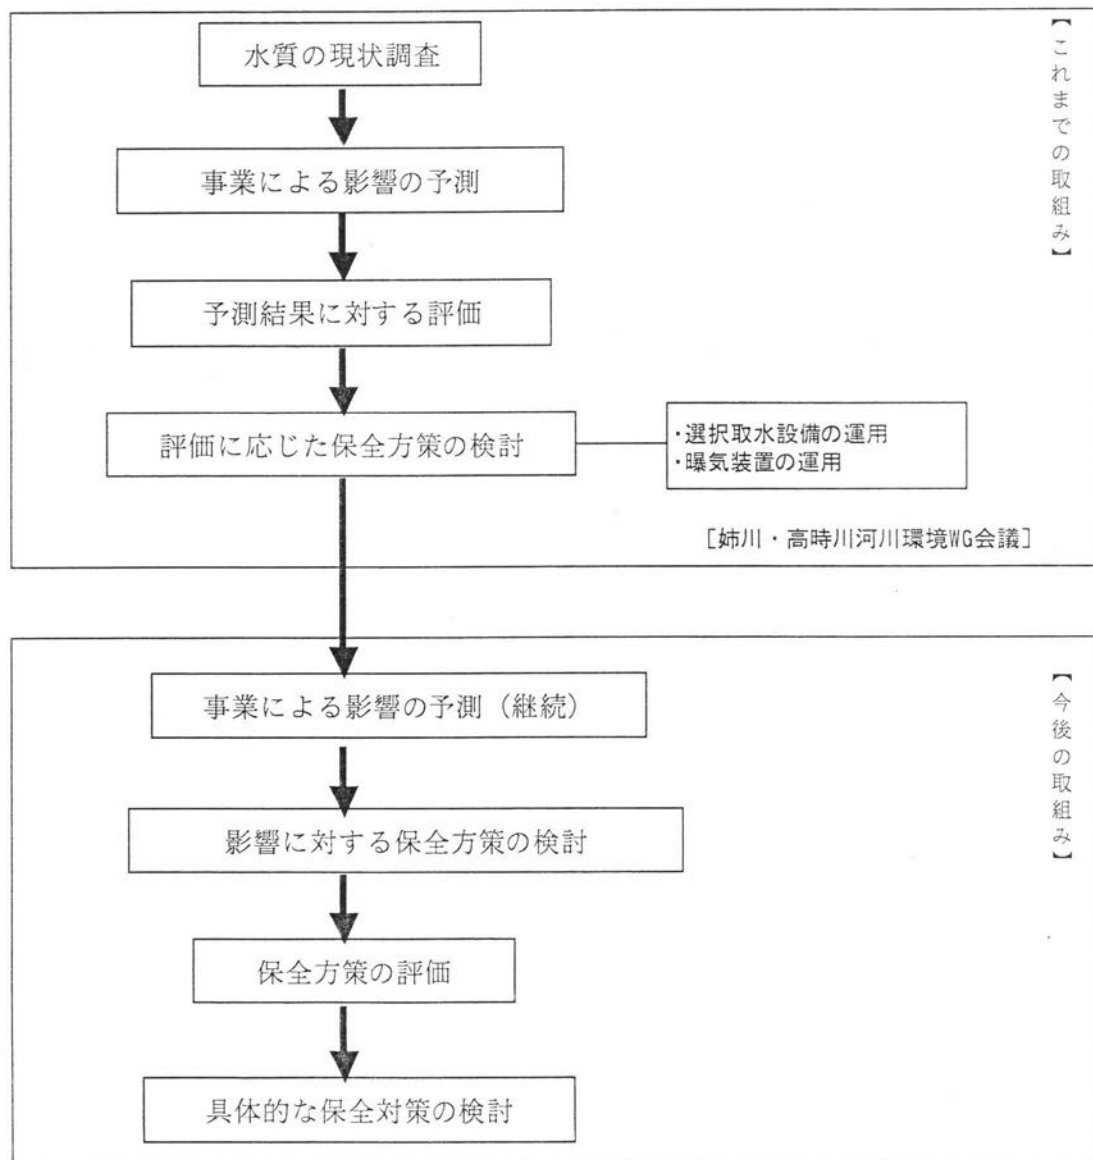 【これまでの取組み】
水質の現状調査
事業による影響の予測
予測結果に対する評価
評価に応じた保全方策の検討
・選択取水設備の運用
・曝気装置の運用
［姉川・高時川河川環境WG会議］
【今後の取組み】
事業による影響の予測（継続）
影響に対する保全方策の検討
保全方策の評価
具体的な保全対策の検討